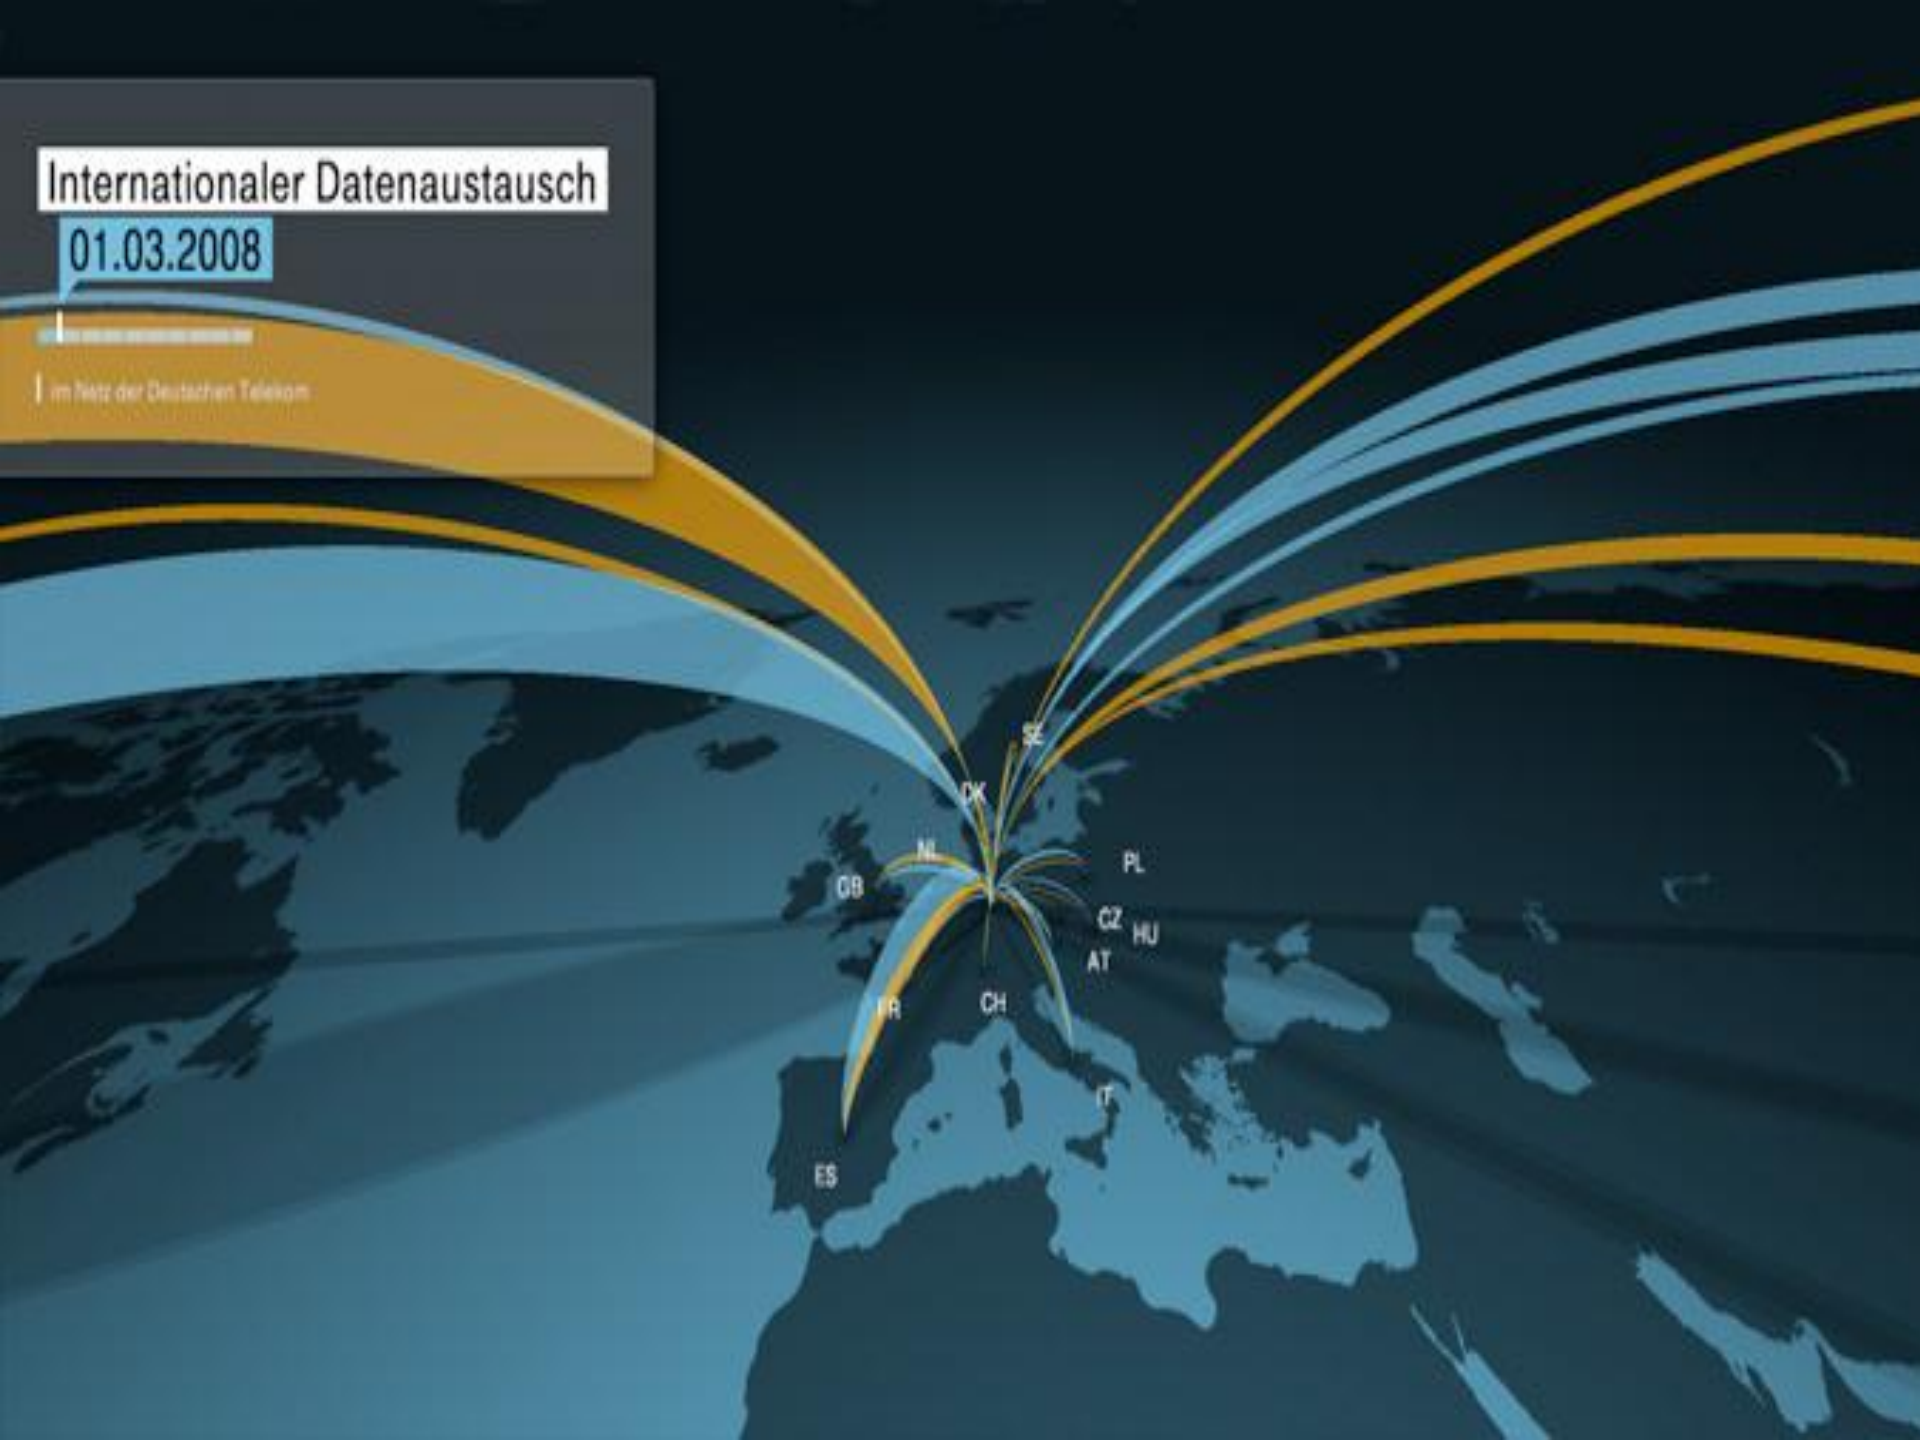 Internationaler Datenaustausch
01.03.2008
im Netz der Deutschen Telekom
SE
DK
NL
PL
GB
CZ
HU
AT
FR
CH
IT
ES